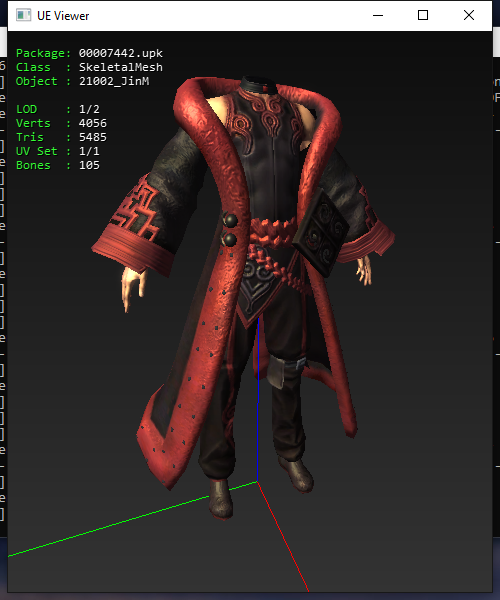 UE Viewer
Package: 00007442.upk
Class  : SkeletalMesh
Object : 21002_JinM
LOD    : 1/2
Verts  : 4056
Tris   : 5485
UV Set : 1/1
Bones  : 105